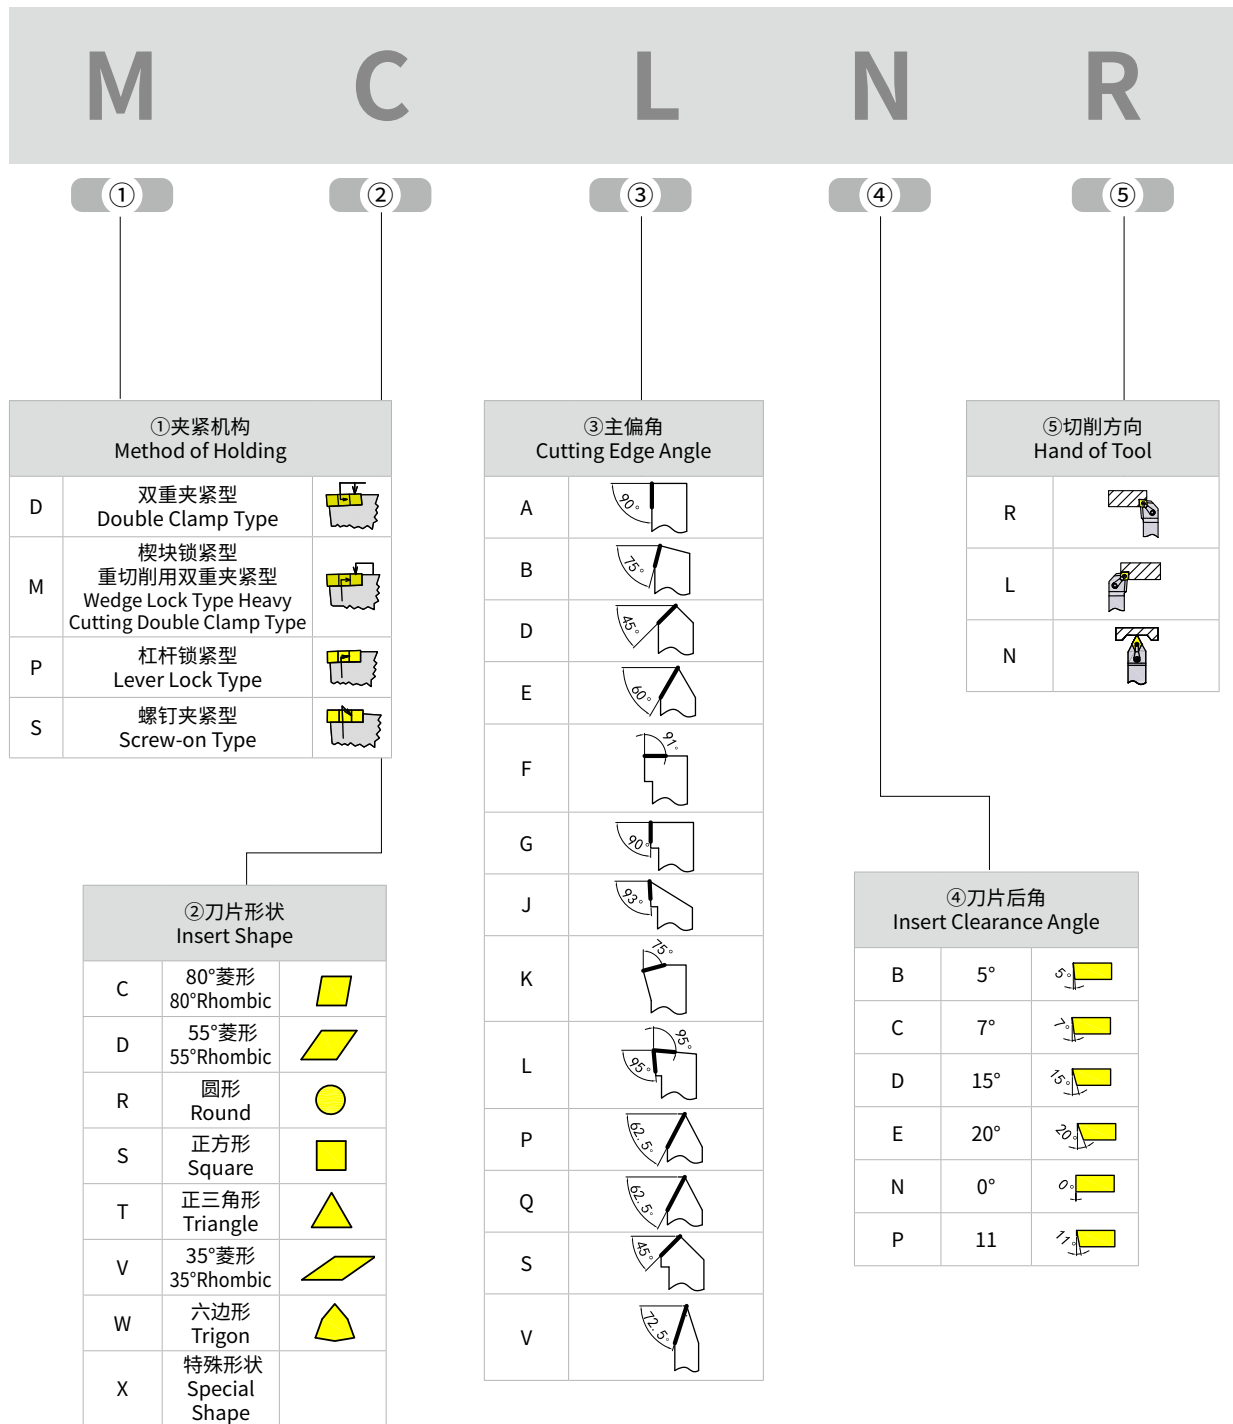 M C L N R
① ② ③ ④ ⑤
①夹紧机构
Method of Holding
D
双重夹紧型
Double Clamp Type
M
楔块锁紧型
重切削用双重夹紧型
Wedge Lock Type Heavy
Cutting Double Clamp Type
P
杠杆锁紧型
Lever Lock Type
S
螺钉夹紧型
Screw-on Type
②刀片形状
Insert Shape
C
80°菱形
80°Rhombic
D
55°菱形
55°Rhombic
R
圆形
Round
S
正方形
Square
T
正三角形
Triangle
V
35°菱形
35°Rhombic
W
六边形
Trigon
X
特殊形状
Special
Shape
③主偏角
Cutting Edge Angle
A 90°
B 75°
D 45°
E 60°
F 91°
G 90°
J 93°
K 75°
L 95° 95°
P 62.5°
Q 62.5°
S 45°
V 72.5°
④刀片后角
Insert Clearance Angle
B 5° 5°
C 7° 7°
D 15° 15°
E 20° 20°
N 0° 0°
P 11 11°
⑤切削方向
Hand of Tool
R
L
N